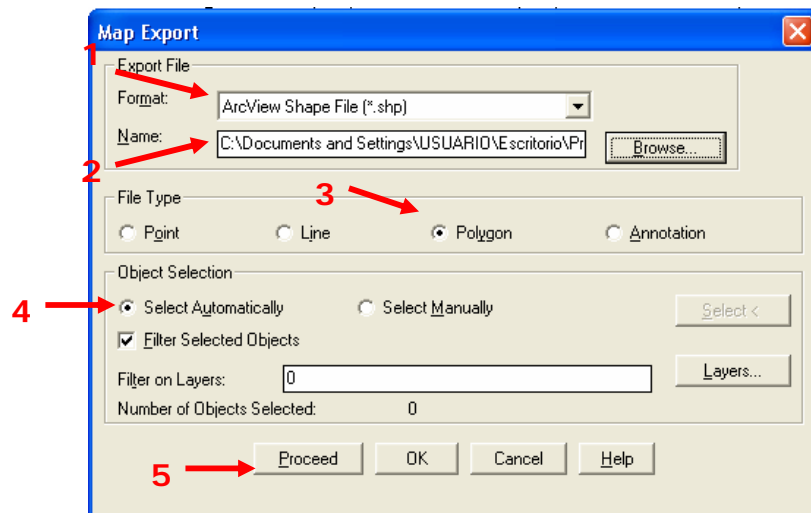 Map Export
1
Export File
Format:
ArcView Shape File (*.shp)
2
Name:
C:\Documents and Settings\USUARIO\Escritorio\Pr
Browse...
File Type
3
Point
Line
Polygon
Annotation
Object Selection
4
Select Automatically
Select Manually
Select <
Filter Selected Objects
Filter on Layers:
0
Layers...
Number of Objects Selected: 0
5
Proceed
OK
Cancel
Help